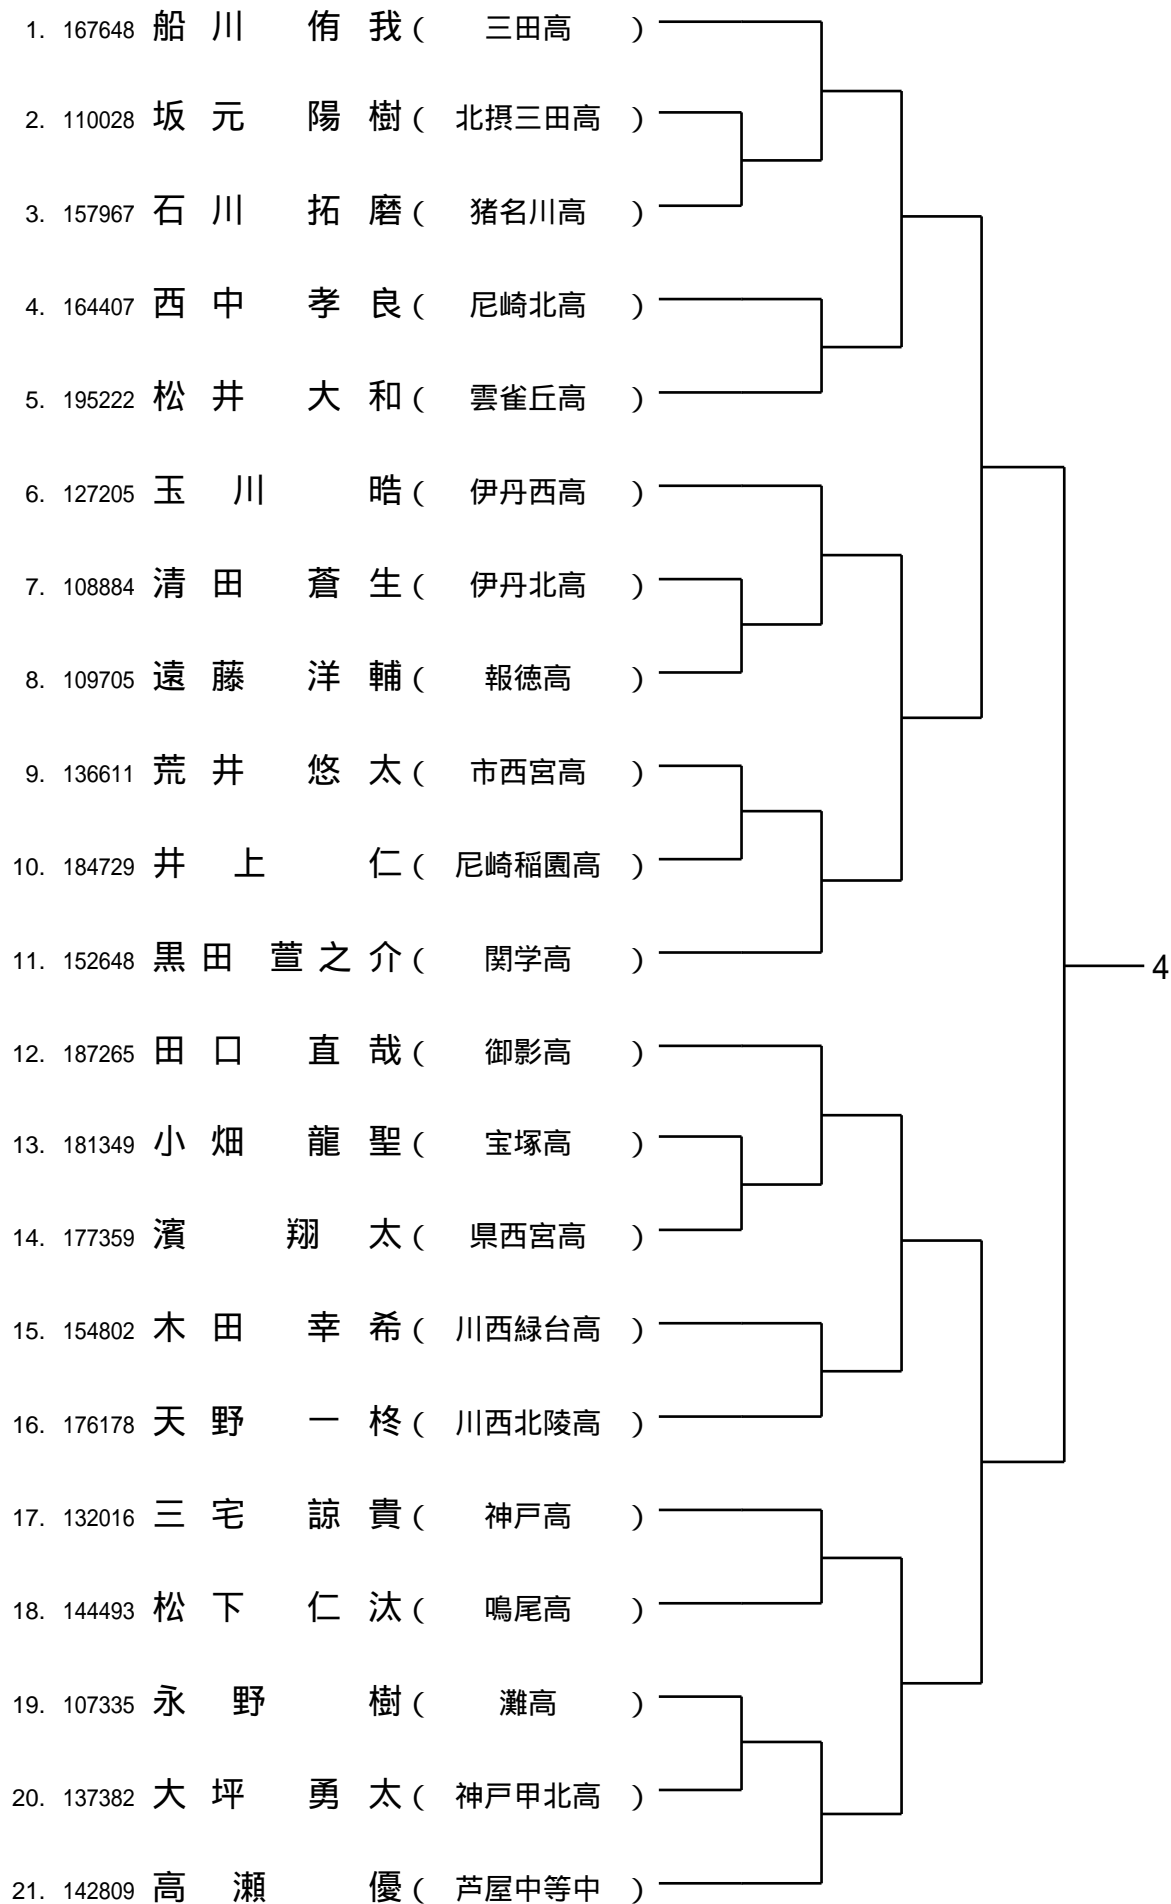 1. 167648 船川 侑我 ( 三田高 )
2. 110028 坂元 陽樹 ( 北摂三田高 )
3. 157967 石川 拓磨 ( 猪名川高 )
4. 164407 西中 孝良 ( 尼崎北高 )
5. 195222 松井 大和 ( 雲雀丘高 )
6. 127205 玉川 晧 ( 伊丹西高 )
7. 108884 清田 蒼生 ( 伊丹北高 )
8. 109705 遠藤 洋輔 ( 報徳高 )
9. 136611 荒井 悠太 ( 市西宮高 )
10. 184729 井上 仁 ( 尼崎稲園高 )
11. 152648 黒田 萱之介 ( 関学高 )
4
12. 187265 田口 直哉 ( 御影高 )
13. 181349 小畑 龍聖 ( 宝塚高 )
14. 177359 濱 翔太 ( 県西宮高 )
15. 154802 木田 幸希 ( 川西緑台高 )
16. 176178 天野 一柊 ( 川西北陵高 )
17. 132016 三宅 諒貴 ( 神戸高 )
18. 144493 松下 仁汰 ( 鳴尾高 )
19. 107335 永野 樹 ( 灘高 )
20. 137382 大坪 勇太 ( 神戸甲北高 )
21. 142809 高瀬 優 ( 芦屋中等中 )